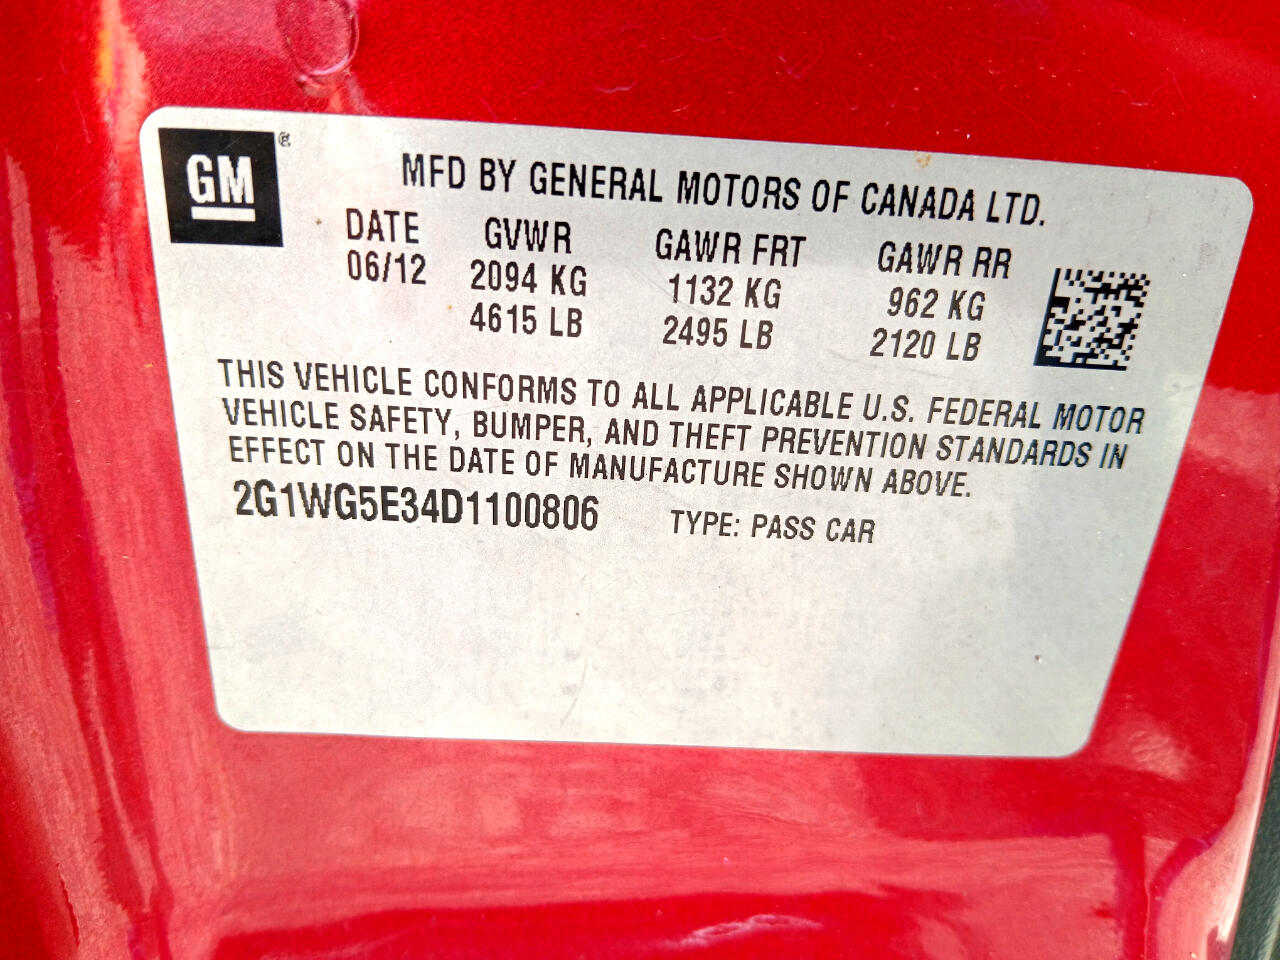 GM®
MFD BY GENERAL MOTORS OF CANADA LTD.
DATE GVWR GAWR FRT GAWR RR
06/12 2094 KG 1132 KG 962 KG
4615 LB 2495 LB 2120 LB
THIS VEHICLE CONFORMS TO ALL APPLICABLE U.S. FEDERAL MOTOR
VEHICLE SAFETY, BUMPER, AND THEFT PREVENTION STANDARDS IN
EFFECT ON THE DATE OF MANUFACTURE SHOWN ABOVE.
2G1WG5E34D1100806 TYPE: PASS CAR